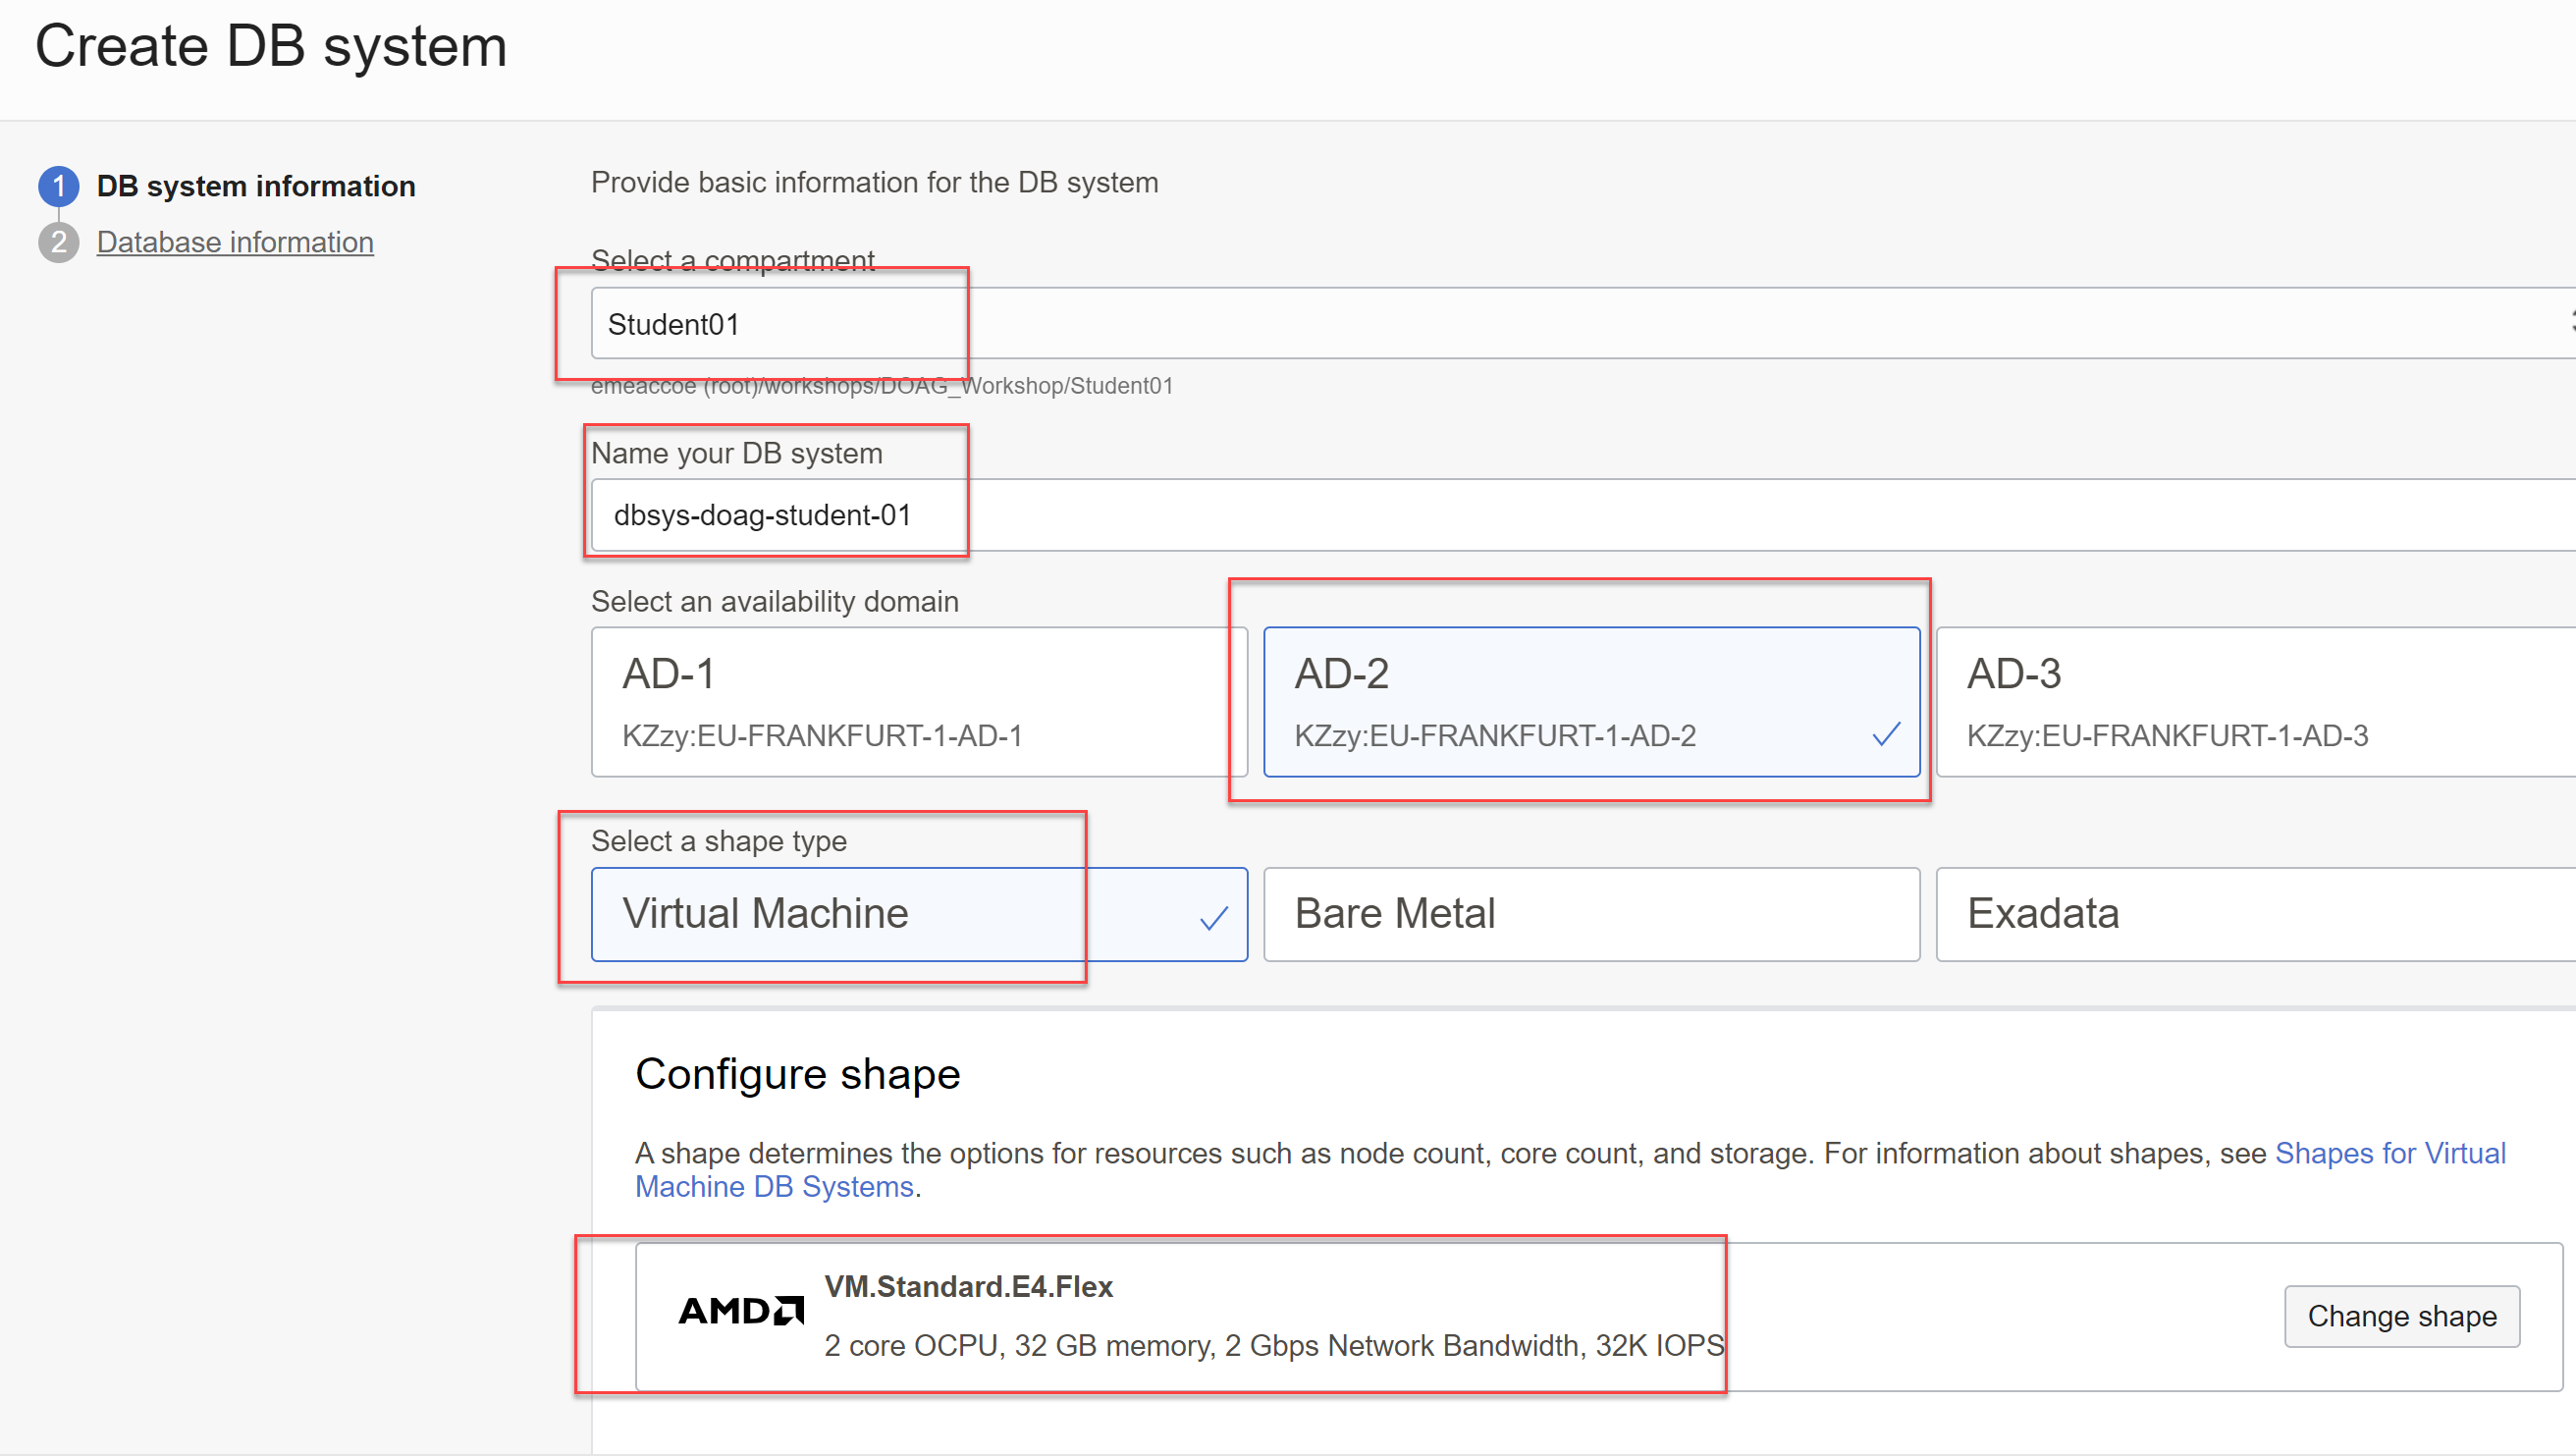 Create DB system
1 DB system information
2 Database information
Provide basic information for the DB system
Select a compartment
Student01
emeaccoe (root)/workshops/DOAG_Workshop/Student01
Name your DB system
dbsys-doag-student-01
Select an availability domain
AD-1
KZzy:EU-FRANKFURT-1-AD-1
AD-2
KZzy:EU-FRANKFURT-1-AD-2
AD-3
KZzy:EU-FRANKFURT-1-AD-3
Select a shape type
Virtual Machine
Bare Metal
Exadata
Configure shape
A shape determines the options for resources such as node count, core count, and storage. For information about shapes, see Shapes for Virtual
Machine DB Systems.
AMD
VM.Standard.E4.Flex
2 core OCPU, 32 GB memory, 2 Gbps Network Bandwidth, 32K IOPS
Change shape